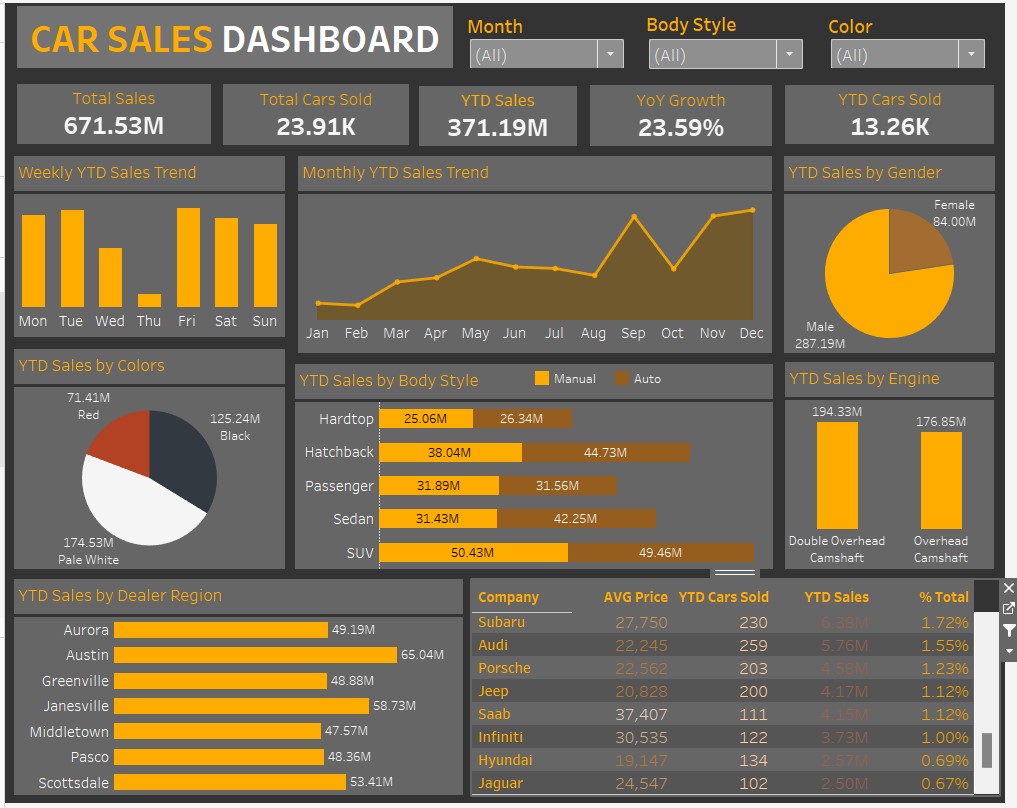 CAR SALES DASHBOARD
Month
(All)
Body Style
(All)
Color
(All)
Total Sales
671.53M
Total Cars Sold
23.91K
YTD Sales
371.19M
YoY Growth
23.59%
YTD Cars Sold
13.26K
Weekly YTD Sales Trend
Mon Tue Wed Thu Fri Sat Sun
Monthly YTD Sales Trend
Jan Feb Mar Apr May Jun Jul Aug Sep Oct Nov Dec
YTD Sales by Gender
Female
84.00M
Male
287.19M
YTD Sales by Colors
71.41M
Red
125.24M
Black
174.53M
Pale White
YTD Sales by Body Style
Manual Auto
Hardtop 25.06M 26.34M
Hatchback 38.04M 44.73M
Passenger 31.89M 31.56M
Sedan 31.43M 42.25M
SUV 50.43M 49.46M
YTD Sales by Engine
194.33M
176.85M
Double Overhead
Camshaft
Overhead
Camshaft
YTD Sales by Dealer Region
Aurora 49.19M
Austin 65.04M
Greenville 48.88M
Janesville 58.73M
Middletown 47.57M
Pasco 48.36M
Scottsdale 53.41M
Company AVG Price YTD Cars Sold YTD Sales % Total
Subaru 27,750 230 6.38M 1.72%
Audi 22,245 259 5.76M 1.55%
Porsche 22,562 203 4.58M 1.23%
Jeep 20,828 200 4.17M 1.12%
Saab 37,407 111 4.15M 1.12%
Infiniti 30,535 122 3.73M 1.00%
Hyundai 19,147 134 2.57M 0.69%
Jaguar 24,547 102 2.50M 0.67%